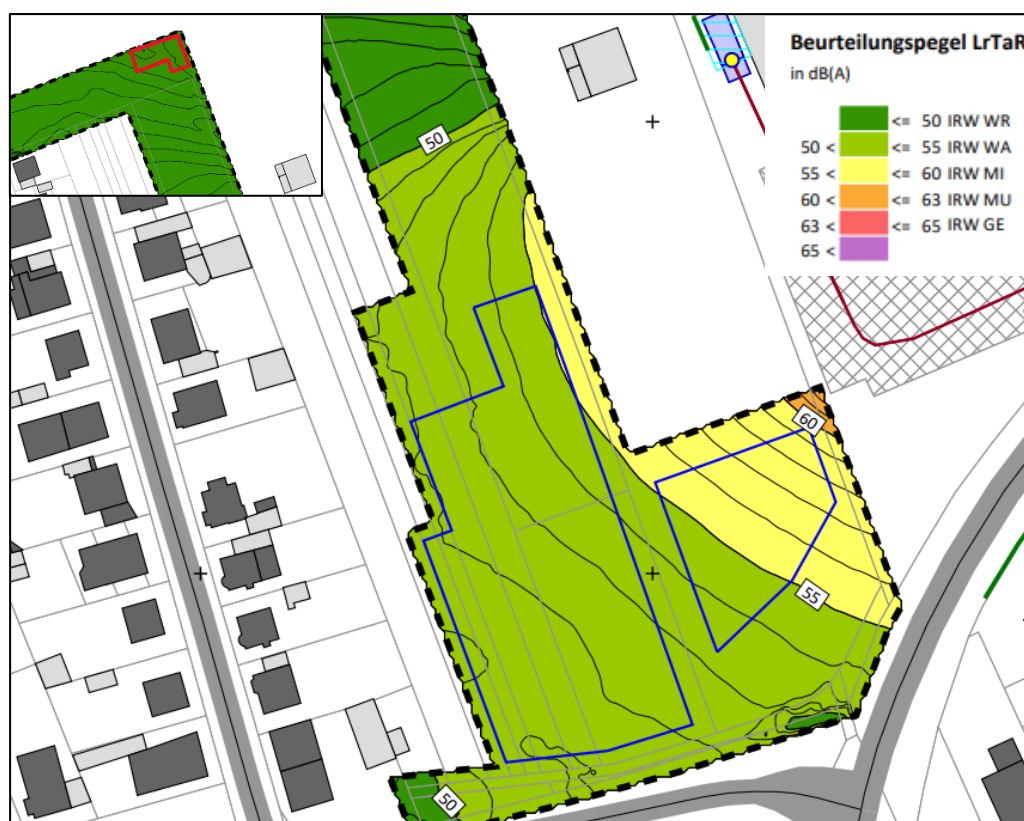 Beurteilungspegel LrTaR
in dB(A)
<= 50 IRW WR
50 < <= 55 IRW WA
55 < <= 60 IRW MI
60 < <= 63 IRW MU
63 < <= 65 IRW GE
65 <
50
60
55
50